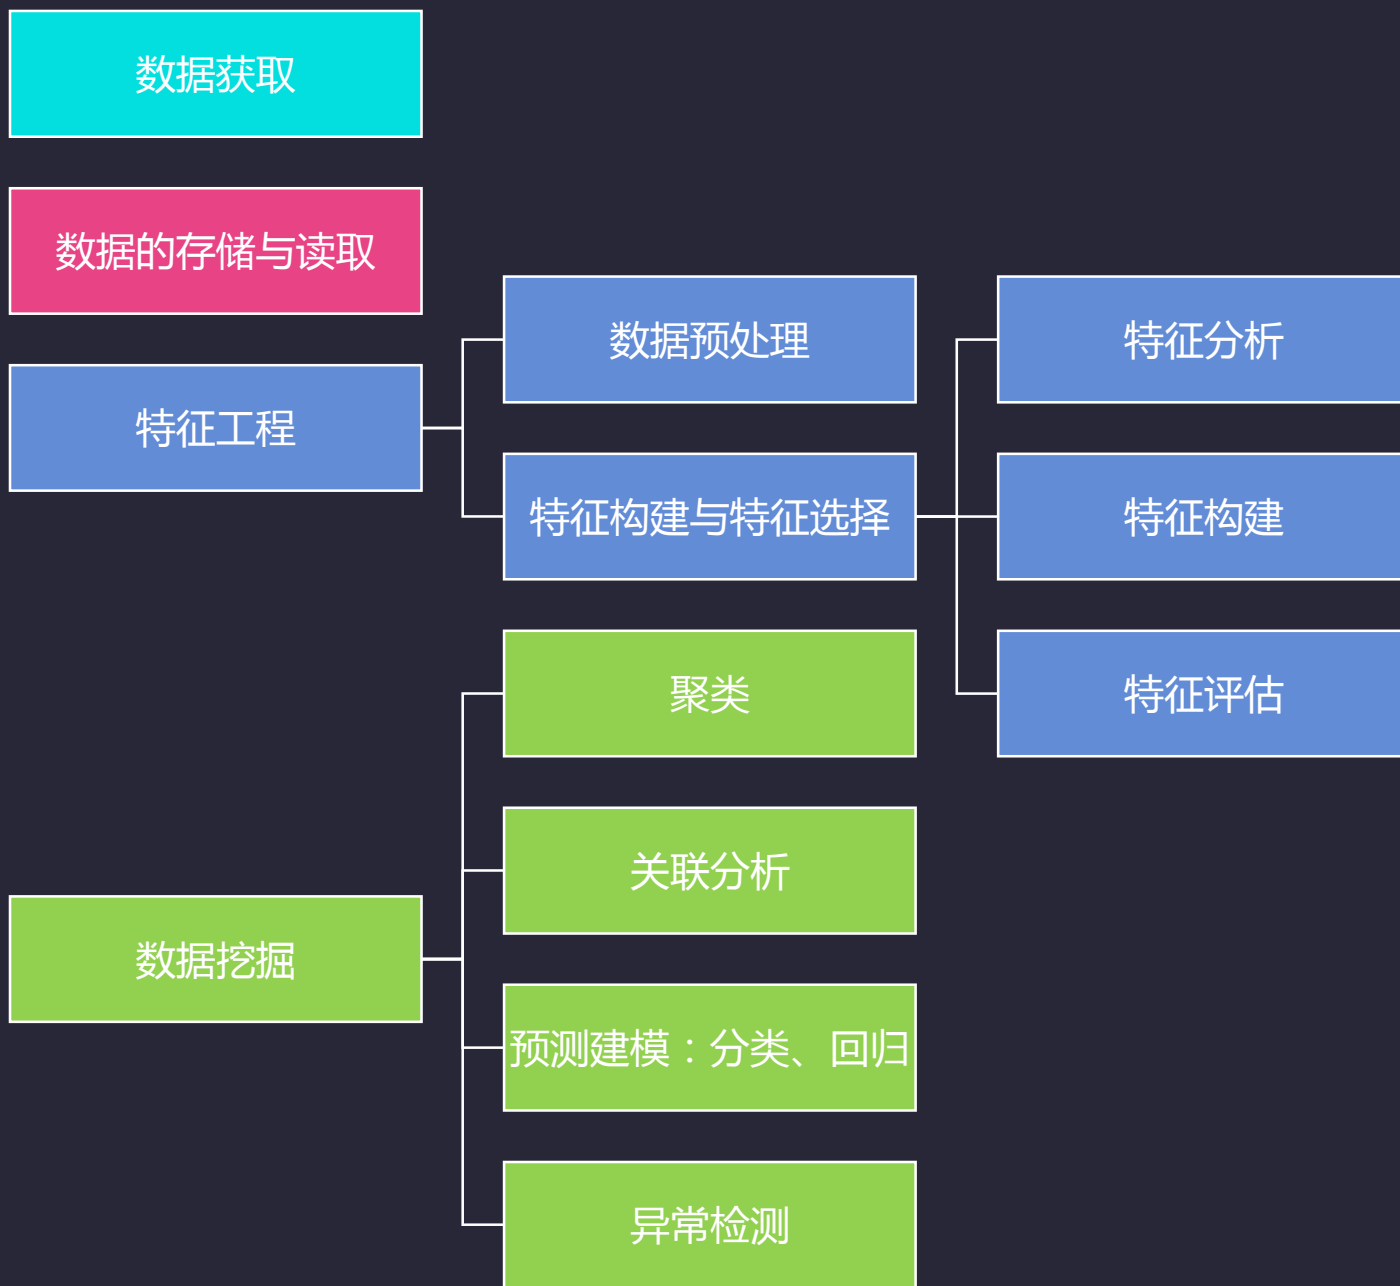 数据获取
数据的存储与读取
特征工程
数据预处理
特征构建与特征选择
特征分析
特征构建
特征评估
数据挖掘
聚类
关联分析
预测建模：分类、回归
异常检测